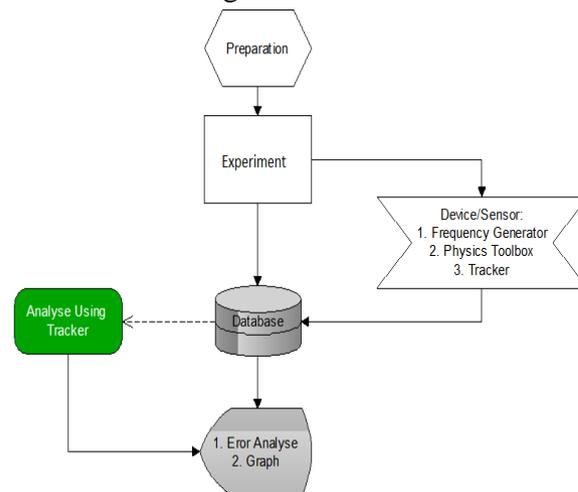 Preparation
Experiment
Device/Sensor:
1. Frequency Generator
2. Physics Toolbox
3. Tracker
Analyse Using
Tracker
Database
1. Eror Analyse
2. Graph